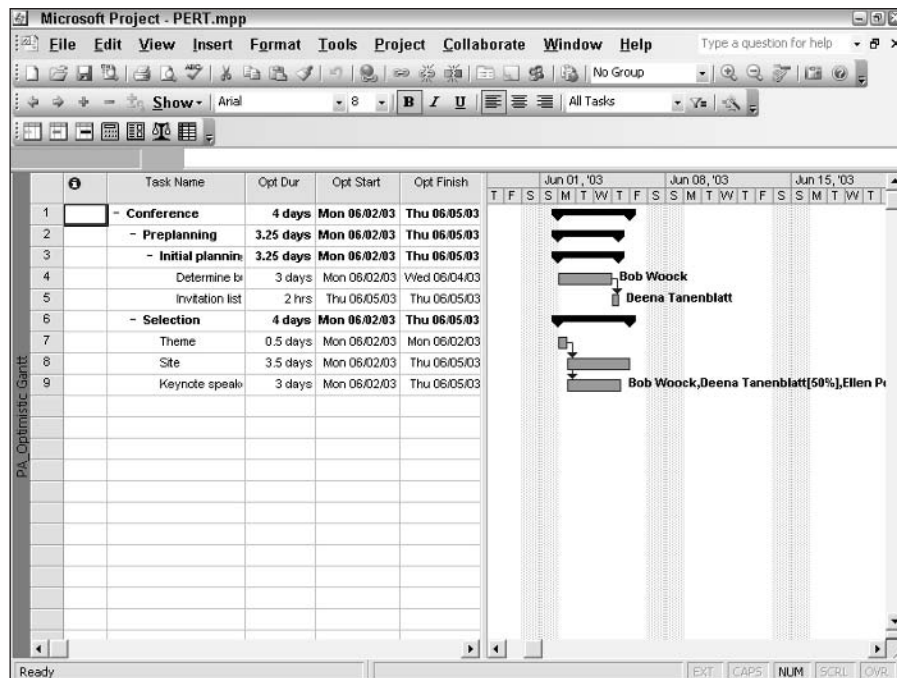 Microsoft Project - PERT.mpp
File Edit View Insert Format Tools Project Collaborate Window Help Type a question for help
No Group
Show Arial 8 B I U All Tasks
Task Name Opt Dur Opt Start Opt Finish Jun 01, '03 Jun 08, '03 Jun 15, '03
T F S S M T W T F S S M T W T F S S M T W T
1 - Conference 4 days Mon 06/02/03 Thu 06/05/03
2 - Preplanning 3.25 days Mon 06/02/03 Thu 06/05/03
3 - Initial planning 3.25 days Mon 06/02/03 Thu 06/05/03
4 Determine b 3 days Mon 06/02/03 Wed 06/04/03 Bob Woock
5 Invitation list 2 hrs Thu 06/05/03 Thu 06/05/03 Deena Tanenblatt
6 - Selection 4 days Mon 06/02/03 Thu 06/05/03
7 Theme 0.5 days Mon 06/02/03 Mon 06/02/03
8 Site 3.5 days Mon 06/02/03 Thu 06/05/03
9 Keynote speak 3 days Mon 06/02/03 Thu 06/05/03 Bob Woock,Deena Tanenblatt[50%],Ellen P
PA_Optimistic Gantt
Ready EXT CAPS NUM SCRL OVR